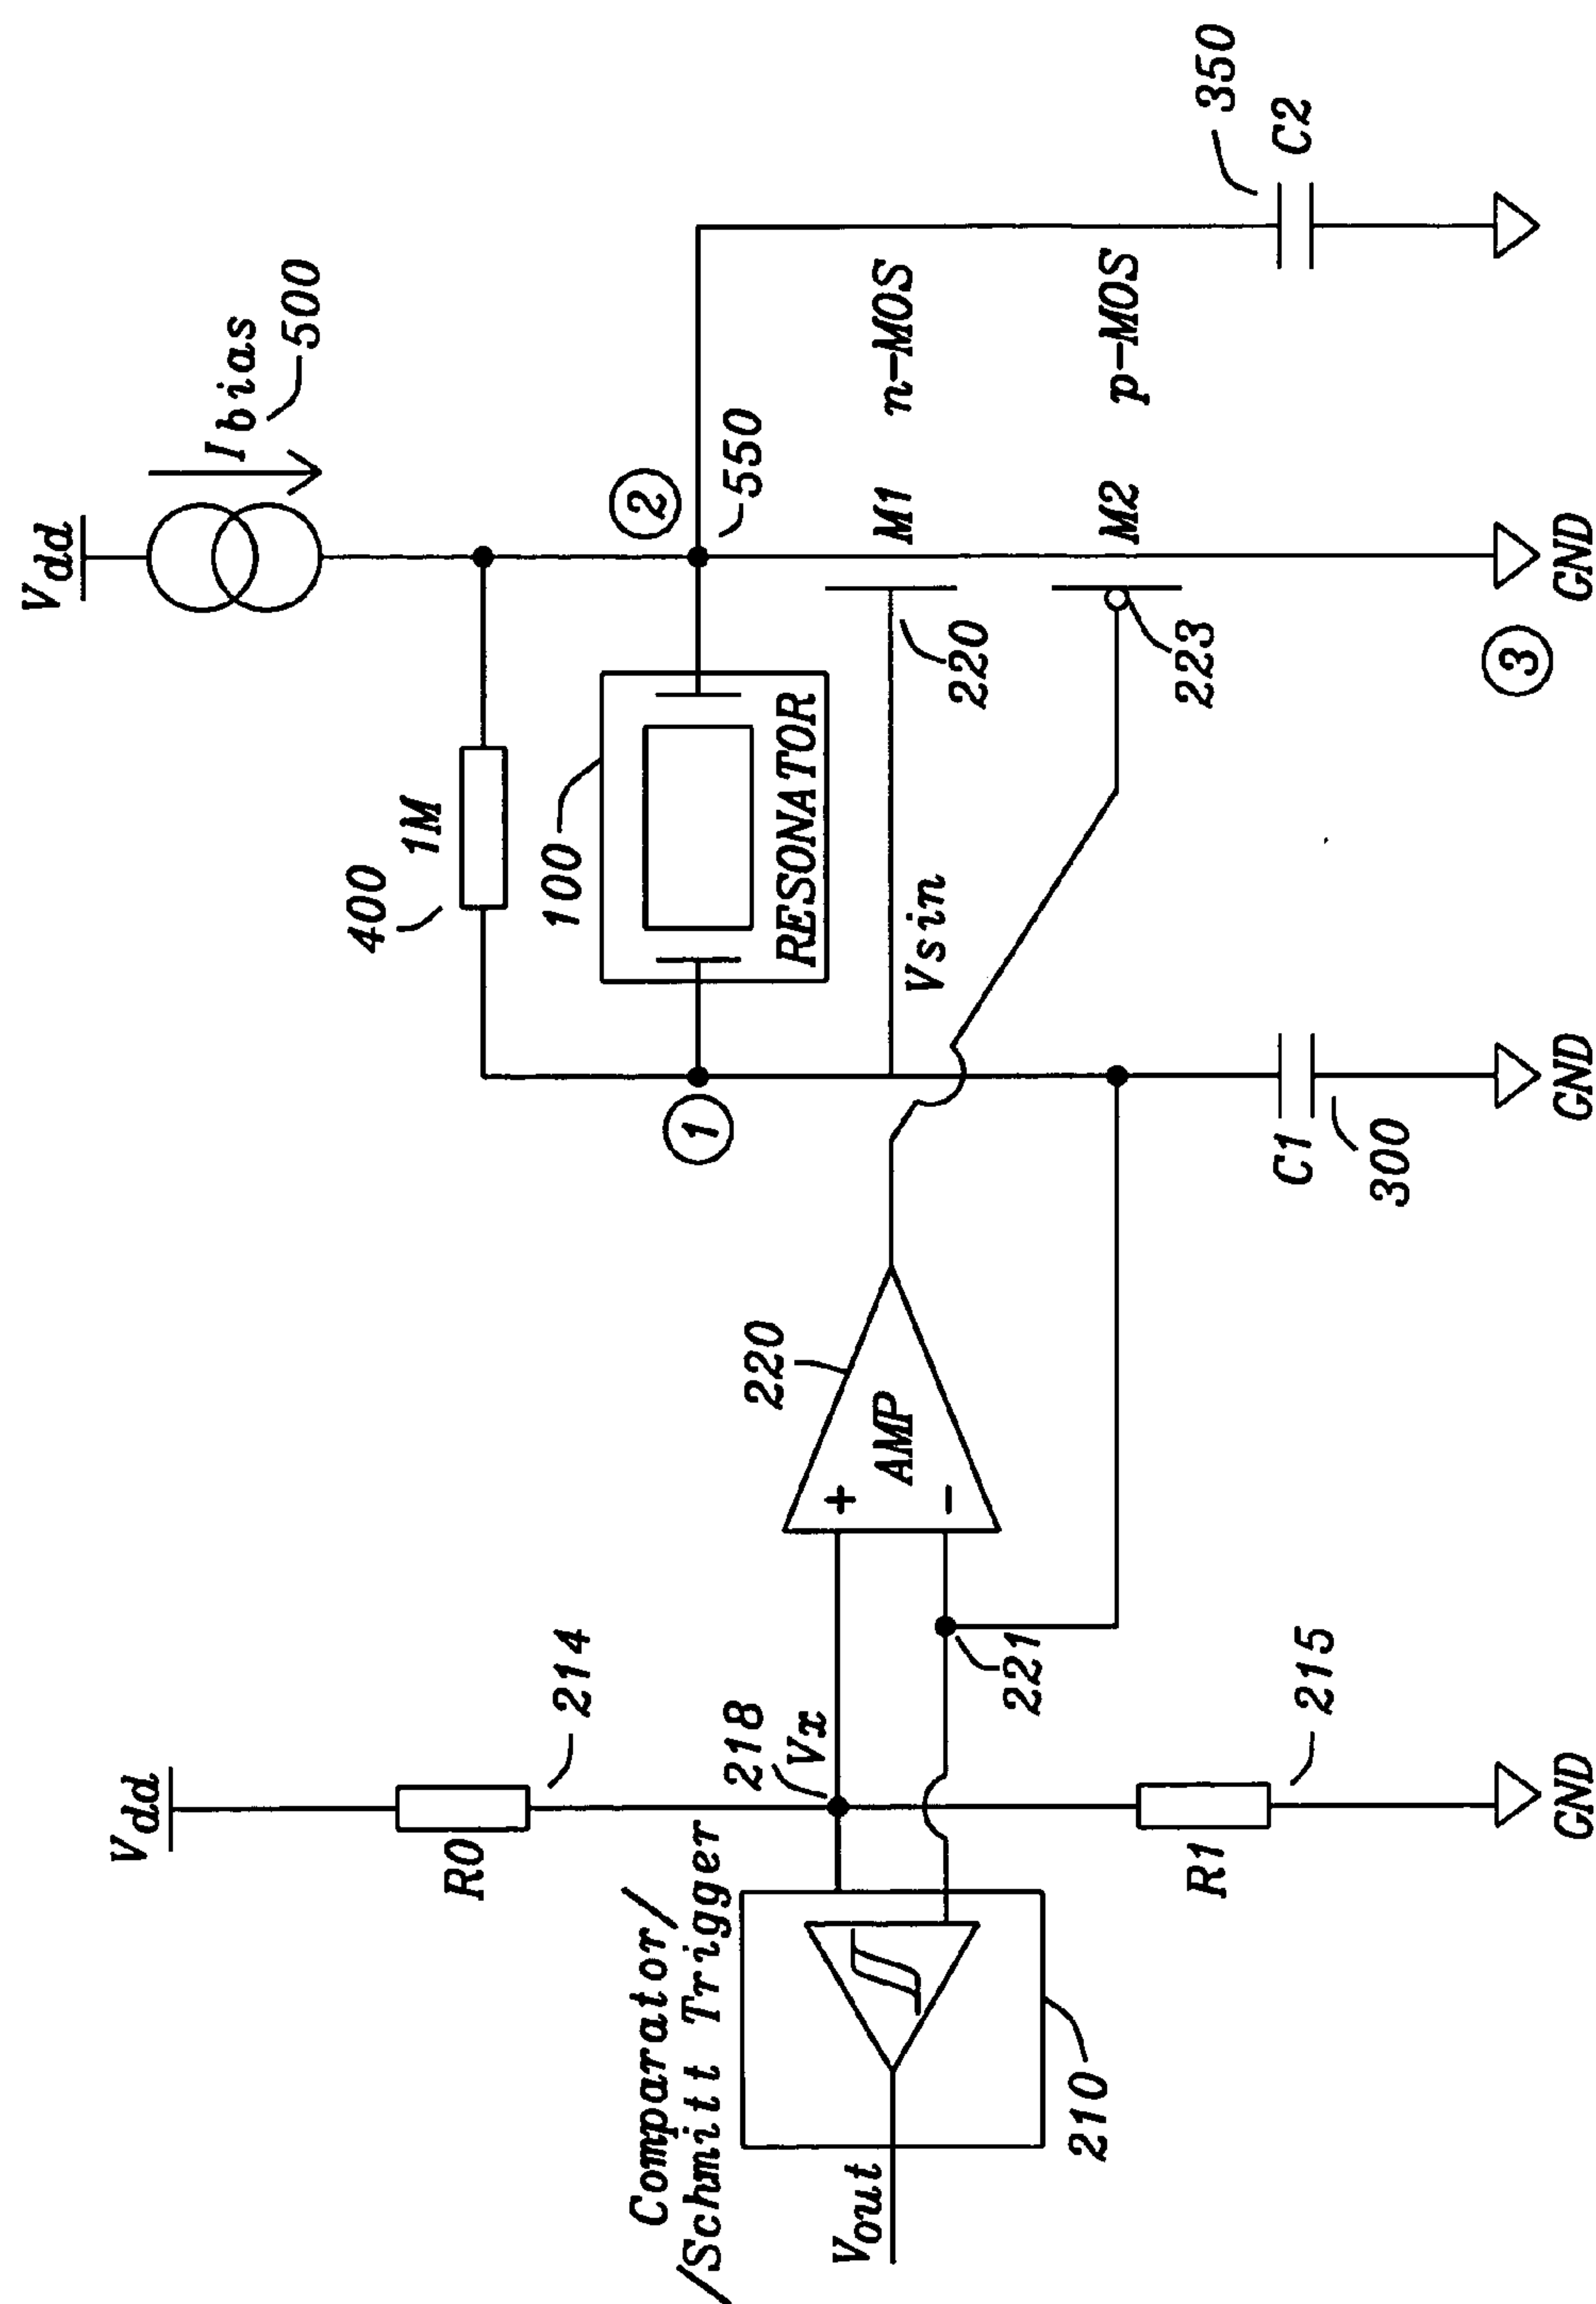 Vdd
Ibias
500
400
1M
100
RESONATOR
2
550
1
Vsin
220
M1
n-MOS
M2
p-MOS
223
350
C2
3
GND
C1
300
GND
220
AMP
+
-
221
Vdd
R0
214
218
Vx
R1
215
GND
Comparator/
/Schmitt Trigger
210
Vout